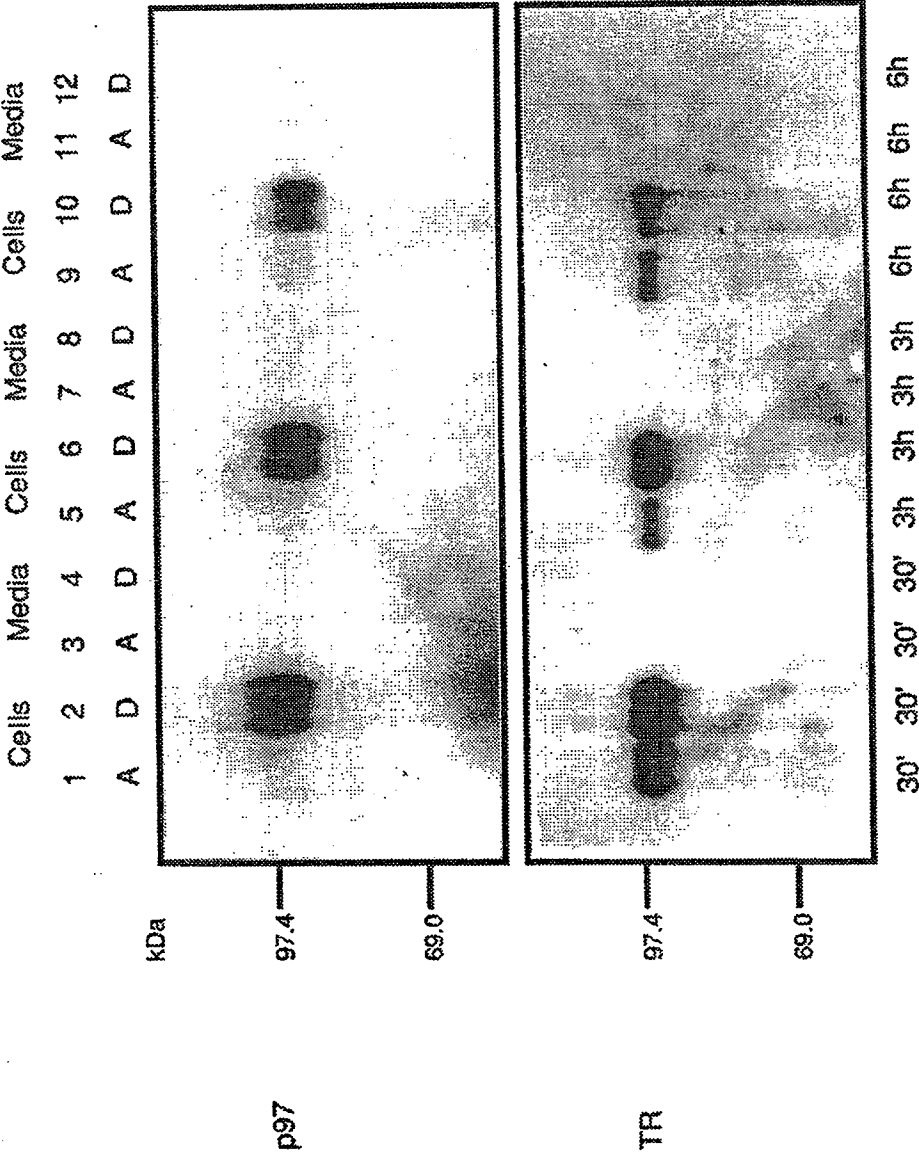 Cells Media Cells Media Cells Media
1 2 3 4 5 6 7 8 9 10 11 12
A D A D A D A D A D A D
kDa
p97
97.4
69.0
TR
97.4
69.0
30' 30' 30' 30' 3h 3h 3h 3h 6h 6h 6h 6h